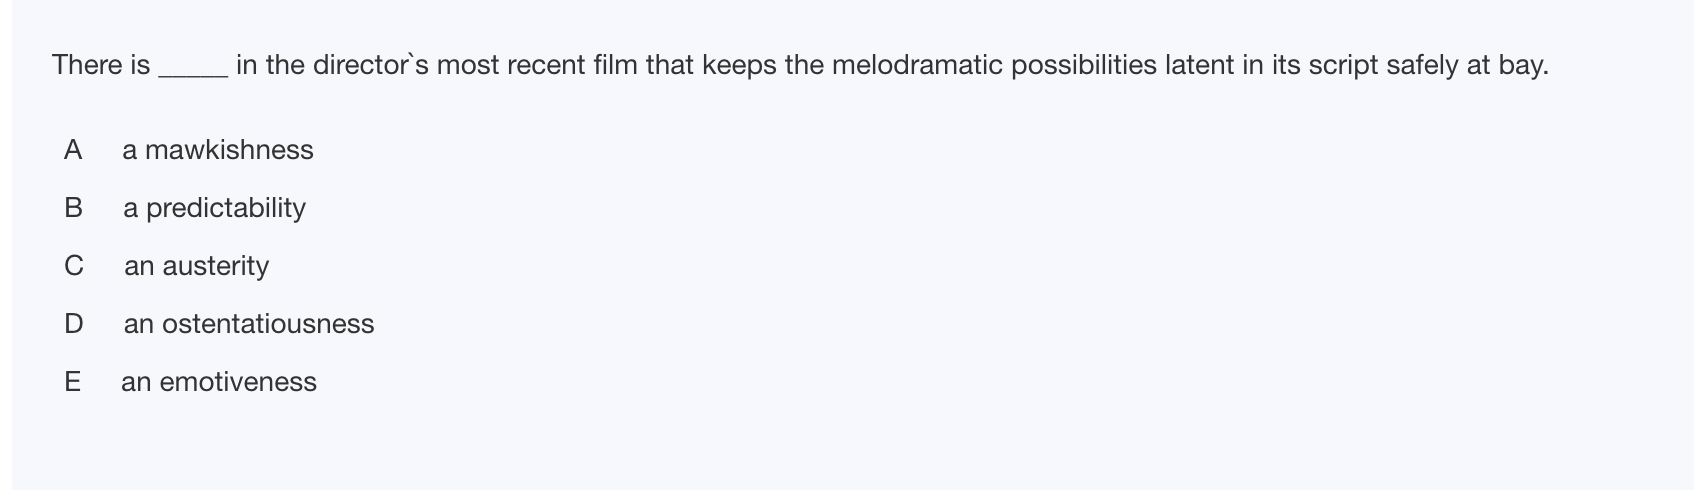 There is _____ in the director`s most recent film that keeps the melodramatic possibilities latent in its script safely at bay.
A a mawkishness
B a predictability
C an austerity
D an ostentatiousness
E an emotiveness